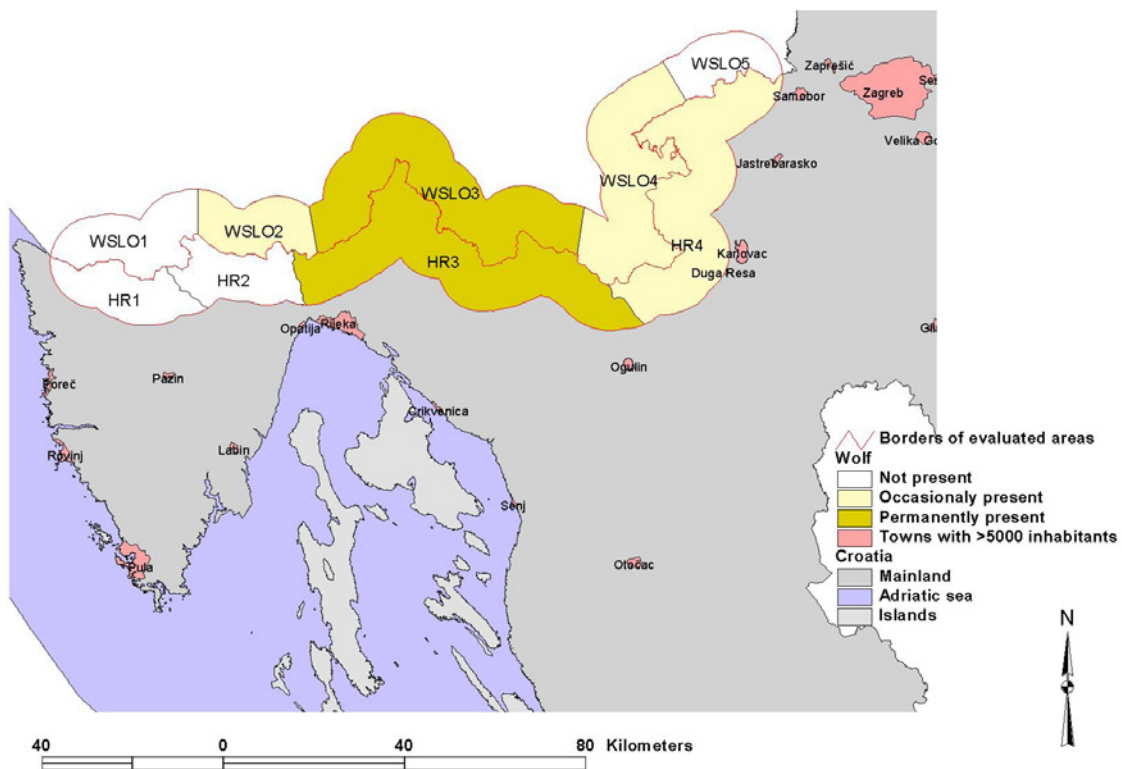 WSLO5
Zaprešić
Ses
Zagreb
Samobor
Velika Go
Jastrebarsko
WSLO4
WSLO3
WSLO2
WSLO1
HR4
Karlovac
Duga Resa
HR3
HR2
HR1
Opatija
Rijeka
Gli
Ogulin
Poreč
Pazin
Crikvenica
Labin
Rovinj
Senj
Otočac
Pula
Borders of evaluated areas
Wolf
Not present
Occasionaly present
Permanently present
Towns with >5000 inhabitants
Croatia
Mainland
Adriatic sea
Islands
N
40 0 40 80 Kilometers